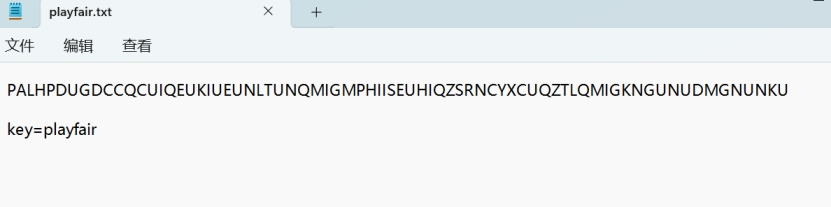 playfair.txt
文件 编辑 查看
PALHPDUGDCCQCUIQEUKIUEUNLTUNQMIGMPHIISEUHIQZSRNCYXCUQZTLQMIGKNGUNUDMGNUNKU
key=playfair